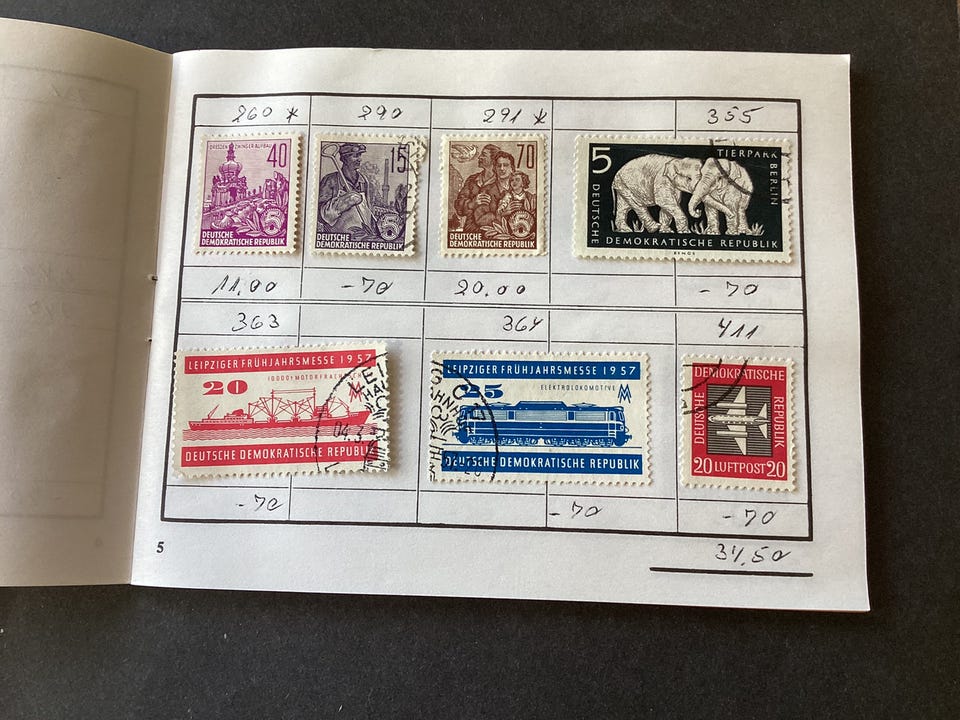 260 * 290 291 * 355
DRESDEN ZWINGER AUFBAU
40
DEUTSCHE
DEMOKRATISCHE REPUBLIK
15
DEUTSCHE
DEMOKRATISCHE REPUBLIK
70
DEUTSCHE
DEMOKRATISCHE REPUBLIK
5 TIERPARK
BERLIN
DEUTSCHE
DEMOKRATISCHE REPUBLIK
11,00 -70 20.00 -70
363 364 411
LEIPZIGER FRÜHJAHRSMESSE 1957
20
DEUTSCHE DEMOKRATISCHE REPUBLIK
LEIPZIGER FRÜHJAHRSMESSE 1957
25 ELEKTROLOKOMOTIVE
DEUTSCHE DEMOKRATISCHE REPUBLIK
DEMOKRATISCHE
DEUTSCHE
REPUBLIK
20 LUFTPOST 20
-70 -70 -70
5
34,50